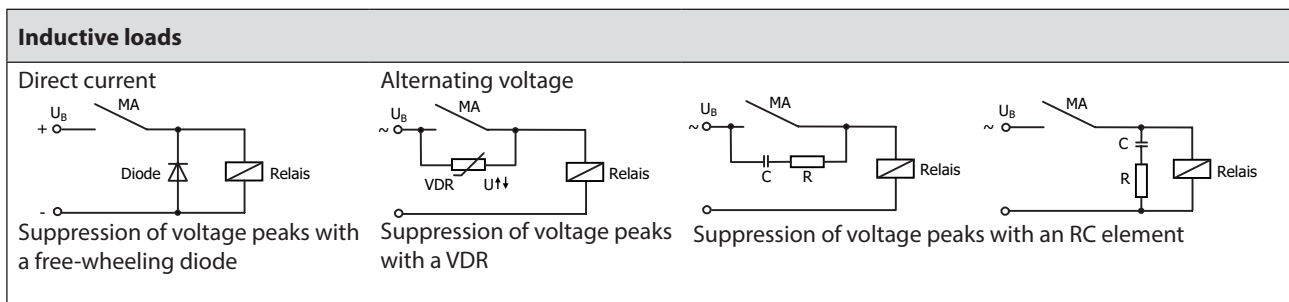 Inductive loads
Direct current
U_B
MA
+
Diode
Relais
-
Suppression of voltage peaks with
a free-wheeling diode
Alternating voltage
U_B
MA
~
VDR
U↑↓
Relais
Suppression of voltage peaks
with a VDR
U_B
MA
~
C
R
Relais
U_B
MA
~
C
R
Relais
Suppression of voltage peaks with an RC element